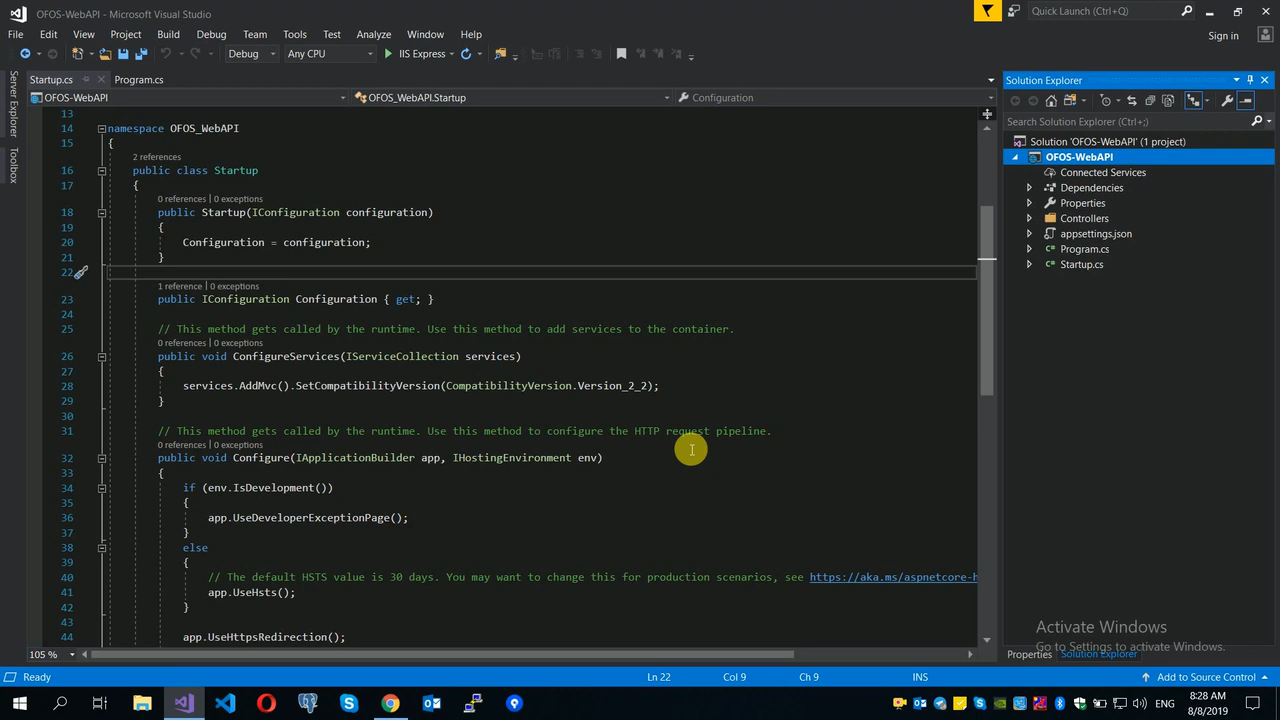 OFOS-WebAPI - Microsoft Visual Studio
Quick Launch (Ctrl+Q)
File Edit View Project Build Debug Team Tools Test Analyze Window Help
Sign in
Debug Any CPU IIS Express
Server Explorer
Toolbox
Startup.cs Program.cs
OFOS-WebAPI OFOS_WebAPI.Startup Configuration
13
14 namespace OFOS_WebAPI
15 {
2 references
16 public class Startup
17 {
0 references | 0 exceptions
18 public Startup(IConfiguration configuration)
19 {
20 Configuration = configuration;
21 }
22
1 reference | 0 exceptions
23 public IConfiguration Configuration { get; }
24
25 // This method gets called by the runtime. Use this method to add services to the container.
0 references | 0 exceptions
26 public void ConfigureServices(IServiceCollection services)
27 {
28 services.AddMvc().SetCompatibilityVersion(CompatibilityVersion.Version_2_2);
29 }
30
31 // This method gets called by the runtime. Use this method to configure the HTTP request pipeline.
0 references | 0 exceptions
32 public void Configure(IApplicationBuilder app, IHostingEnvironment env)
33 {
34 if (env.IsDevelopment())
35 {
36 app.UseDeveloperExceptionPage();
37 }
38 else
39 {
40 // The default HSTS value is 30 days. You may want to change this for production scenarios, see https://aka.ms/aspnetcore-h
41 app.UseHsts();
42 }
43
44 app.UseHttpsRedirection();
105 %
Solution Explorer
Search Solution Explorer (Ctrl+;)
Solution 'OFOS-WebAPI' (1 project)
OFOS-WebAPI
Connected Services
Dependencies
Properties
Controllers
appsettings.json
Program.cs
Startup.cs
Activate Windows
Go to Settings to activate Windows.
Properties Solution Explorer
Ready Ln 22 Col 9 Ch 9 INS Add to Source Control
ENG
8:28 AM
8/8/2019